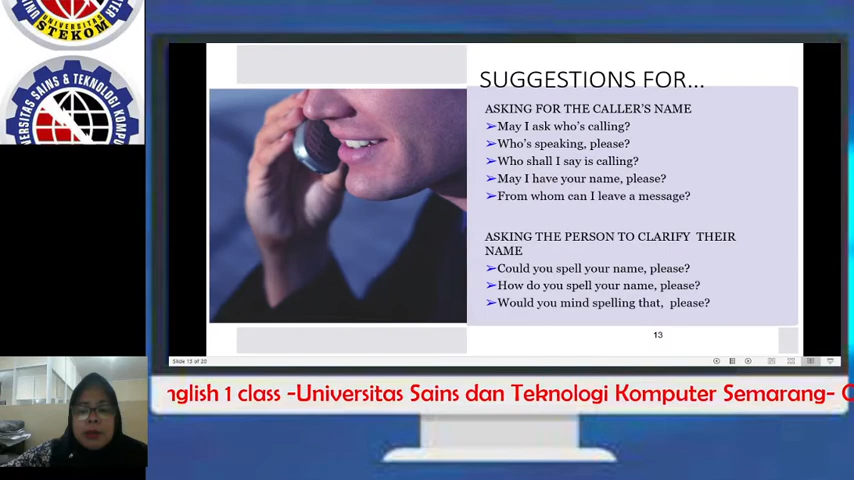 UNIVERSITAS
STEKOM
UNIVERSITAS SAINS & TEKNOLOGI KOMPUTER
SUGGESTIONS FOR...
ASKING FOR THE CALLER'S NAME
➢May I ask who's calling?
➢Who's speaking, please?
➢Who shall I say is calling?
➢May I have your name, please?
➢From whom can I leave a message?
ASKING THE PERSON TO CLARIFY THEIR
NAME
➢Could you spell your name, please?
➢How do you spell your name, please?
➢Would you mind spelling that, please?
13
Slide 13 of 20
nglish 1 class -Universitas Sains dan Teknologi Komputer Semarang-